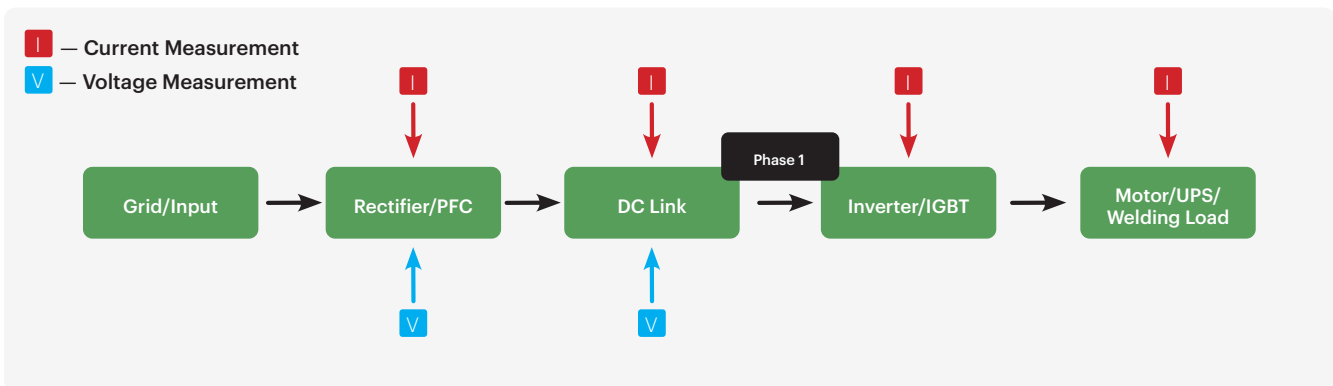 I — Current Measurement
V — Voltage Measurement
I I I I
Phase 1
Grid/Input Rectifier/PFC DC Link Inverter/IGBT Motor/UPS/
Welding Load
V V